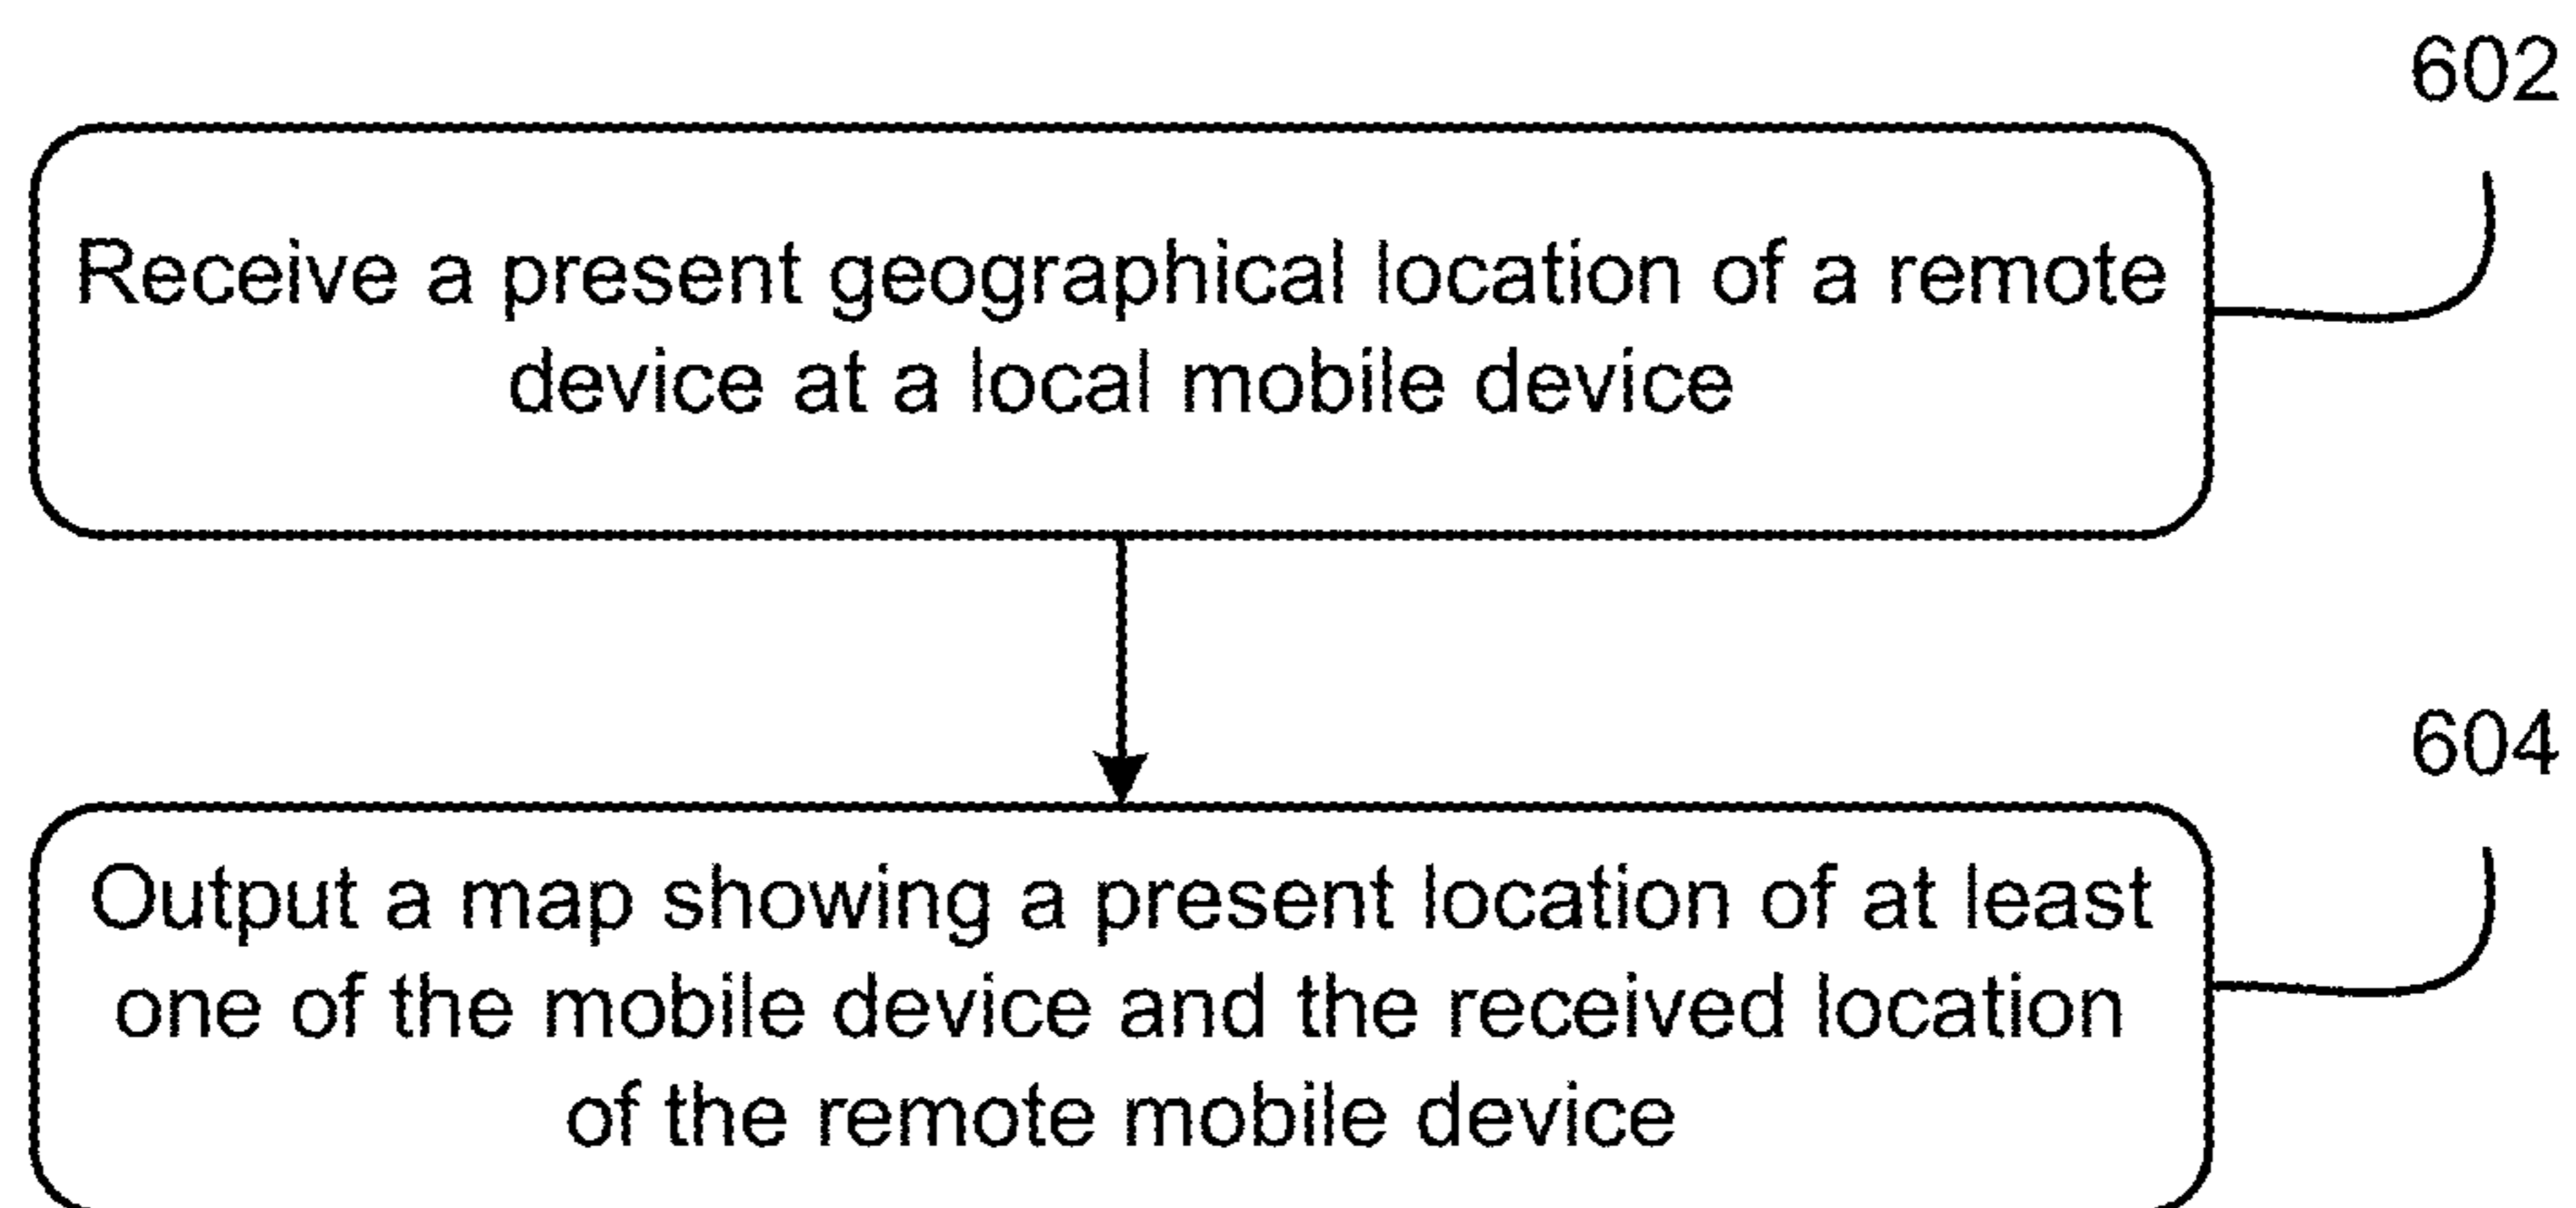 602
Receive a present geographical location of a remote
device at a local mobile device
604
Output a map showing a present location of at least
one of the mobile device and the received location
of the remote mobile device